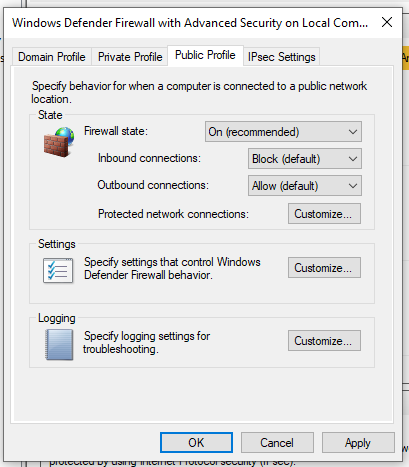 Windows Defender Firewall with Advanced Security on Local Com...
Domain Profile Private Profile Public Profile IPsec Settings
Specify behavior for when a computer is connected to a public network
location.
State
Firewall state: On (recommended)
Inbound connections: Block (default)
Outbound connections: Allow (default)
Protected network connections: Customize...
Settings
Specify settings that control Windows
Defender Firewall behavior.
Customize...
Logging
Specify logging settings for
troubleshooting.
Customize...
OK Cancel Apply
protected by using Internet Protocol security (IPsec).